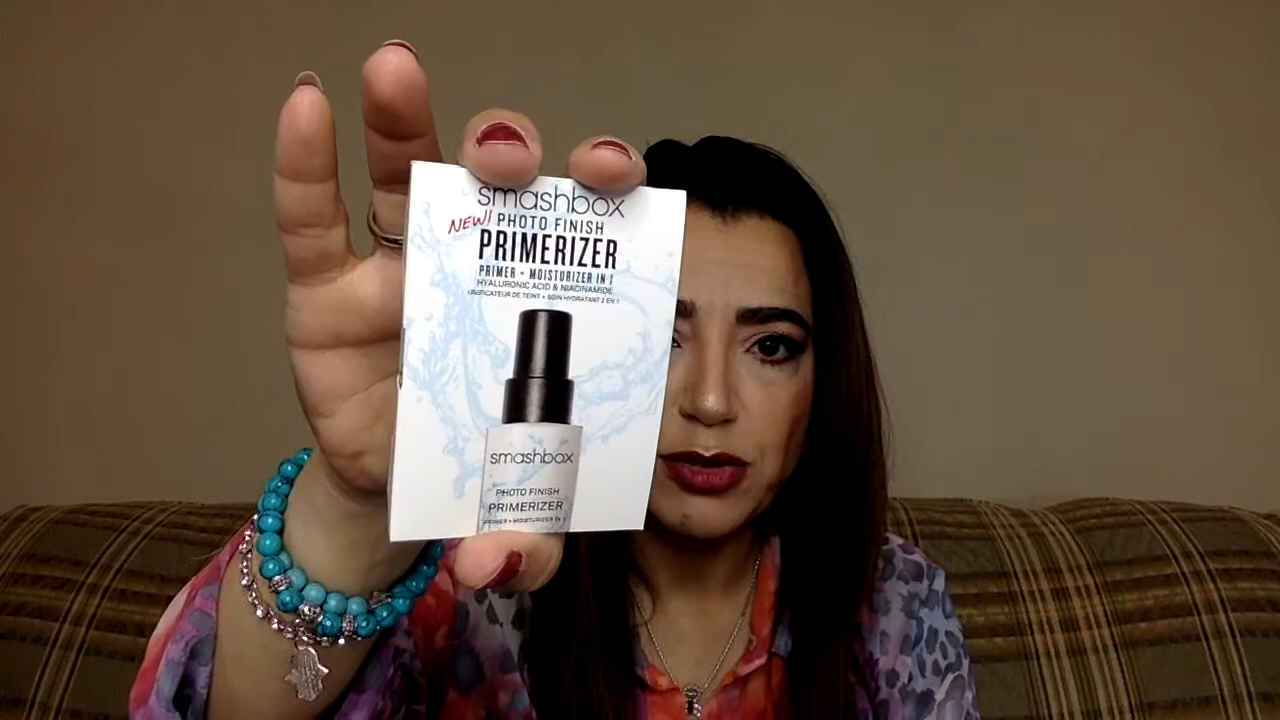 smashbox
NEW! PHOTO FINISH
PRIMERIZER
PRIMER + MOISTURIZER IN 1
HYALURONIC ACID & NIACINAMIDE
UNIFICATEUR DE TEINT + SOIN HYDRATANT 2 EN 1
smashbox
PHOTO FINISH
PRIMERIZER
PRIMER + MOISTURIZER IN 1